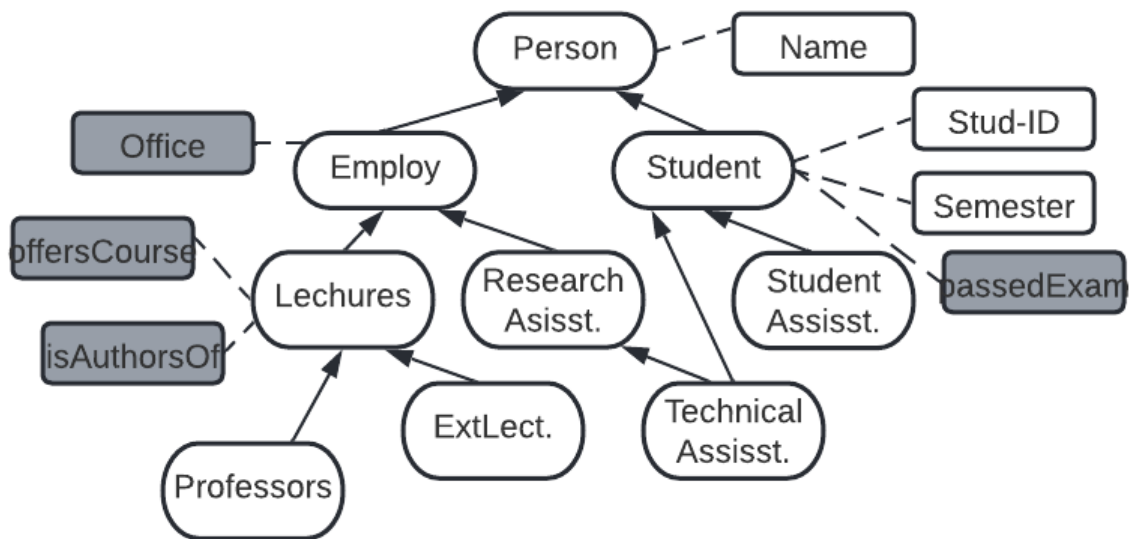 Person
Name
Office
Employ
Student
Stud-ID
Semester
offersCourse
Lechures
Research
Asisst.
Student
Assisst.
passedExam
isAuthorsOf
ExtLect.
Technical
Assisst.
Professors